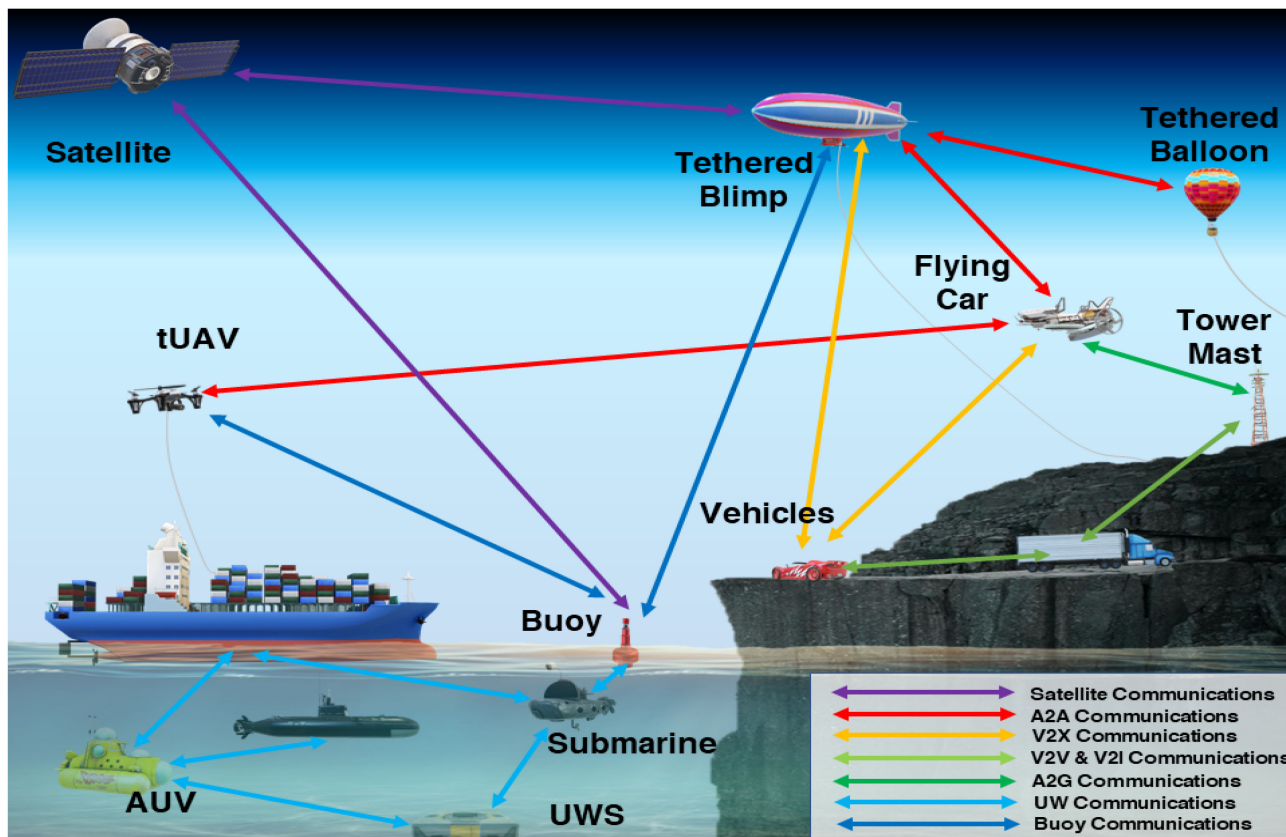 Satellite
Tethered
Blimp
Tethered
Balloon
Flying
Car
Tower
Mast
tUAV
Vehicles
Buoy
Submarine
AUV
UWS
Satellite Communications
A2A Communications
V2X Communications
V2V & V2I Communications
A2G Communications
UW Communications
Buoy Communications